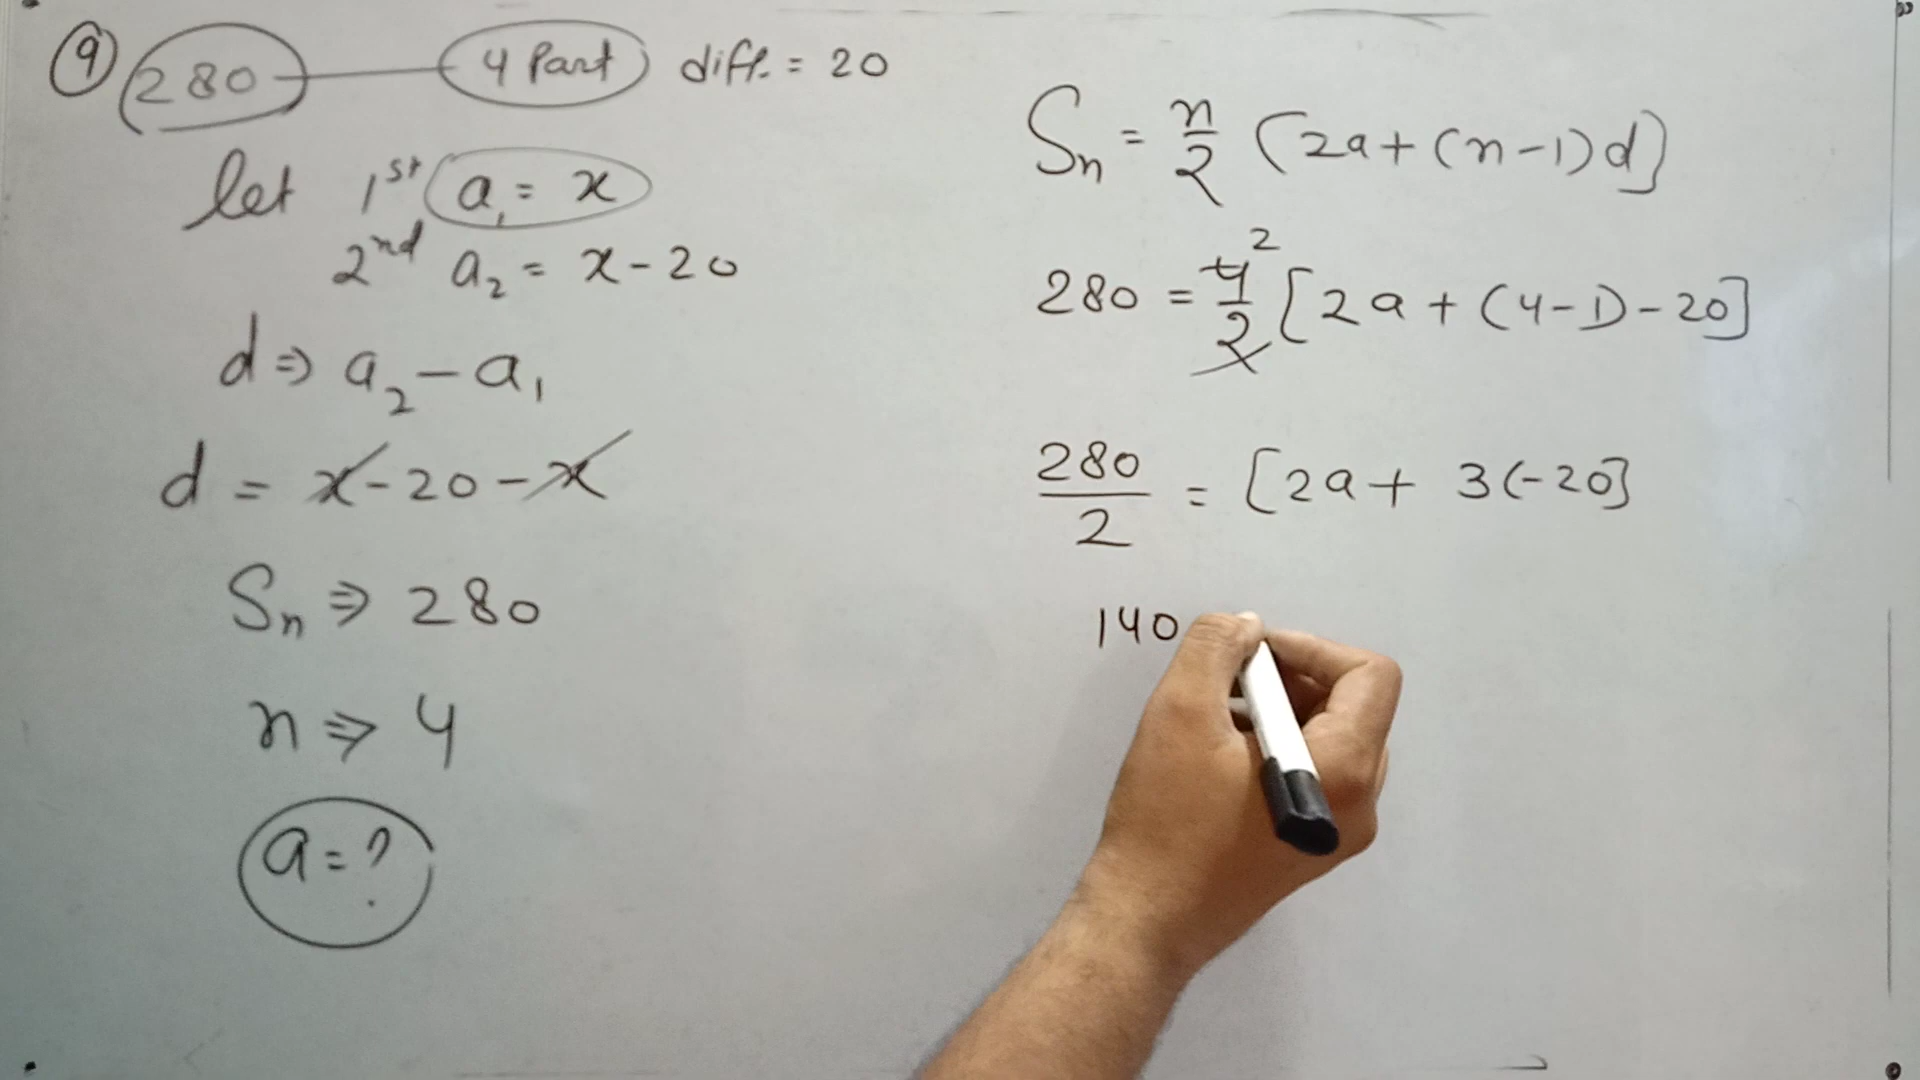 (9) 280 — 4 Part diff. = 20
let 1st a₁ = x
2nd a₂ = x - 20
d ⇒ a₂ - a₁
d = x - 20 - x
Sn ⇒ 280
n ⇒ 4
a = ?
Sn = n/2 (2a + (n-1)d]
280 = 4/2 2 [2a + (4-1)-20]
280/2 = [2a + 3(-20]
140